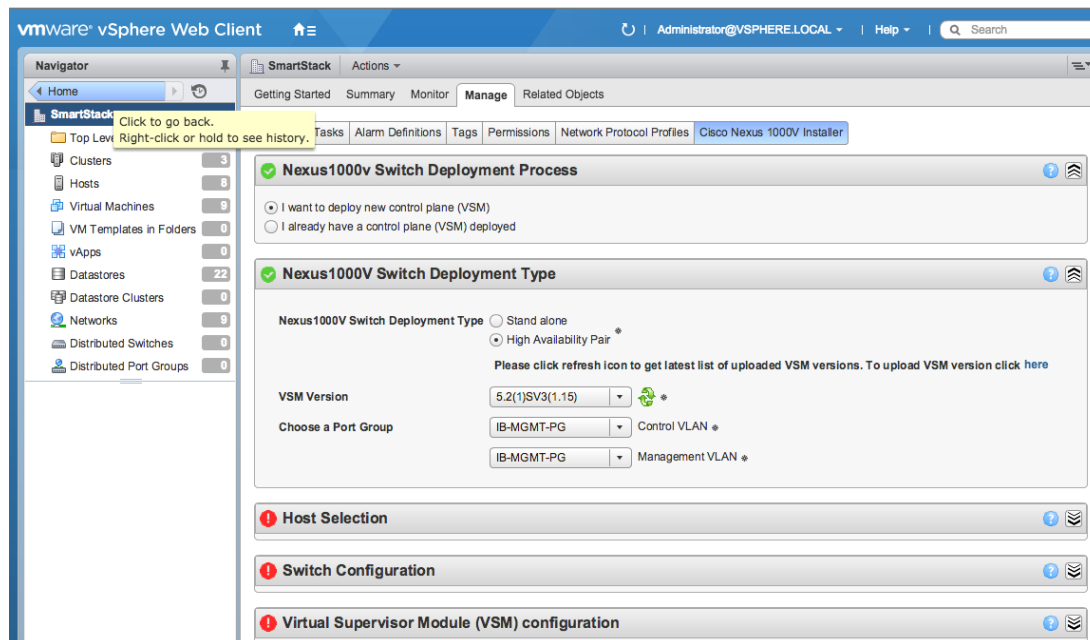 vmware® vSphere Web Client
Administrator@VSPHERE.LOCAL
Help
Search
Navigator
Home
SmartStack
Click to go back.
Right-click or hold to see history.
Top Leve
Clusters 3
Hosts 8
Virtual Machines 9
VM Templates in Folders 0
vApps 0
Datastores 22
Datastore Clusters 0
Networks 9
Distributed Switches 0
Distributed Port Groups 0
SmartStack Actions
Getting Started Summary Monitor Manage Related Objects
Tasks Alarm Definitions Tags Permissions Network Protocol Profiles Cisco Nexus 1000V Installer
Nexus1000v Switch Deployment Process
I want to deploy new control plane (VSM)
I already have a control plane (VSM) deployed
Nexus1000V Switch Deployment Type
Nexus1000V Switch Deployment Type Stand alone
High Availability Pair *
Please click refresh icon to get latest list of uploaded VSM versions. To upload VSM version click here
VSM Version 5.2(1)SV3(1.15) *
Choose a Port Group IB-MGMT-PG Control VLAN *
IB-MGMT-PG Management VLAN *
Host Selection
Switch Configuration
Virtual Supervisor Module (VSM) configuration